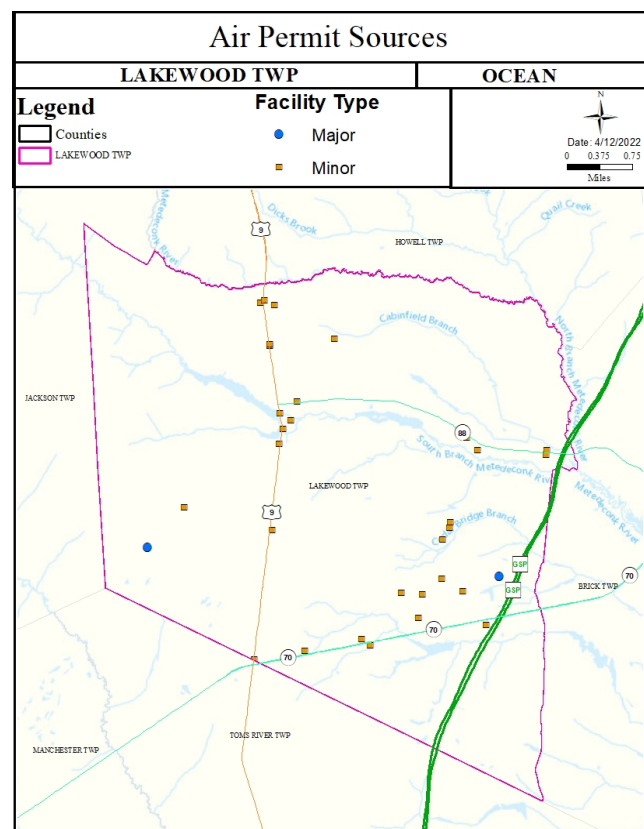 Air Permit Sources
LAKEWOOD TWP
OCEAN
Legend
Counties
LAKEWOOD TWP
Facility Type
Major
Minor
N
Date: 4/12/2022
0 0.375 0.75
Miles
Metedeconk River
9
Dicks Brook
Quail Creek
HOWELL TWP
Cabinfield Branch
North Branch Metedeconk River
JACKSON TWP
88
South Branch Metedeconk River
Metedeconk River
LAKEWOOD TWP
9
Bridge Branch
GSP
GSP
BRICK TWP
70
70
70
TOMS RIVER TWP
MANCHESTER TWP